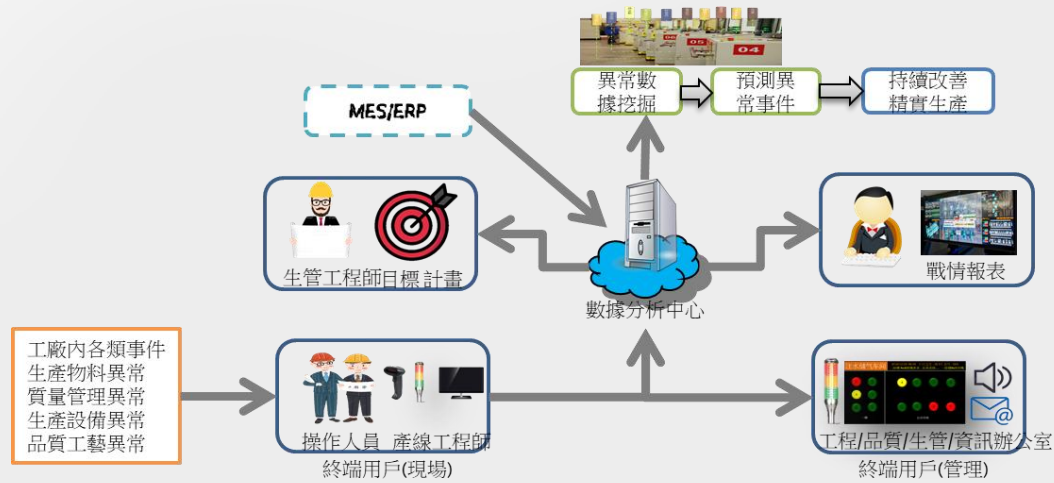 06
05
04
異常數
據挖掘
預測異
常事件
持續改善
精實生產
MES/ERP
生管工程師目標計畫
數據分析中心
戰情報表
工廠內各類事件
生產物料異常
質量管理異常
生產設備異常
品質工藝異常
操作人員 產線工程師
終端用戶(現場)
工程/品質/生管/資訊辦公室
終端用戶(管理)